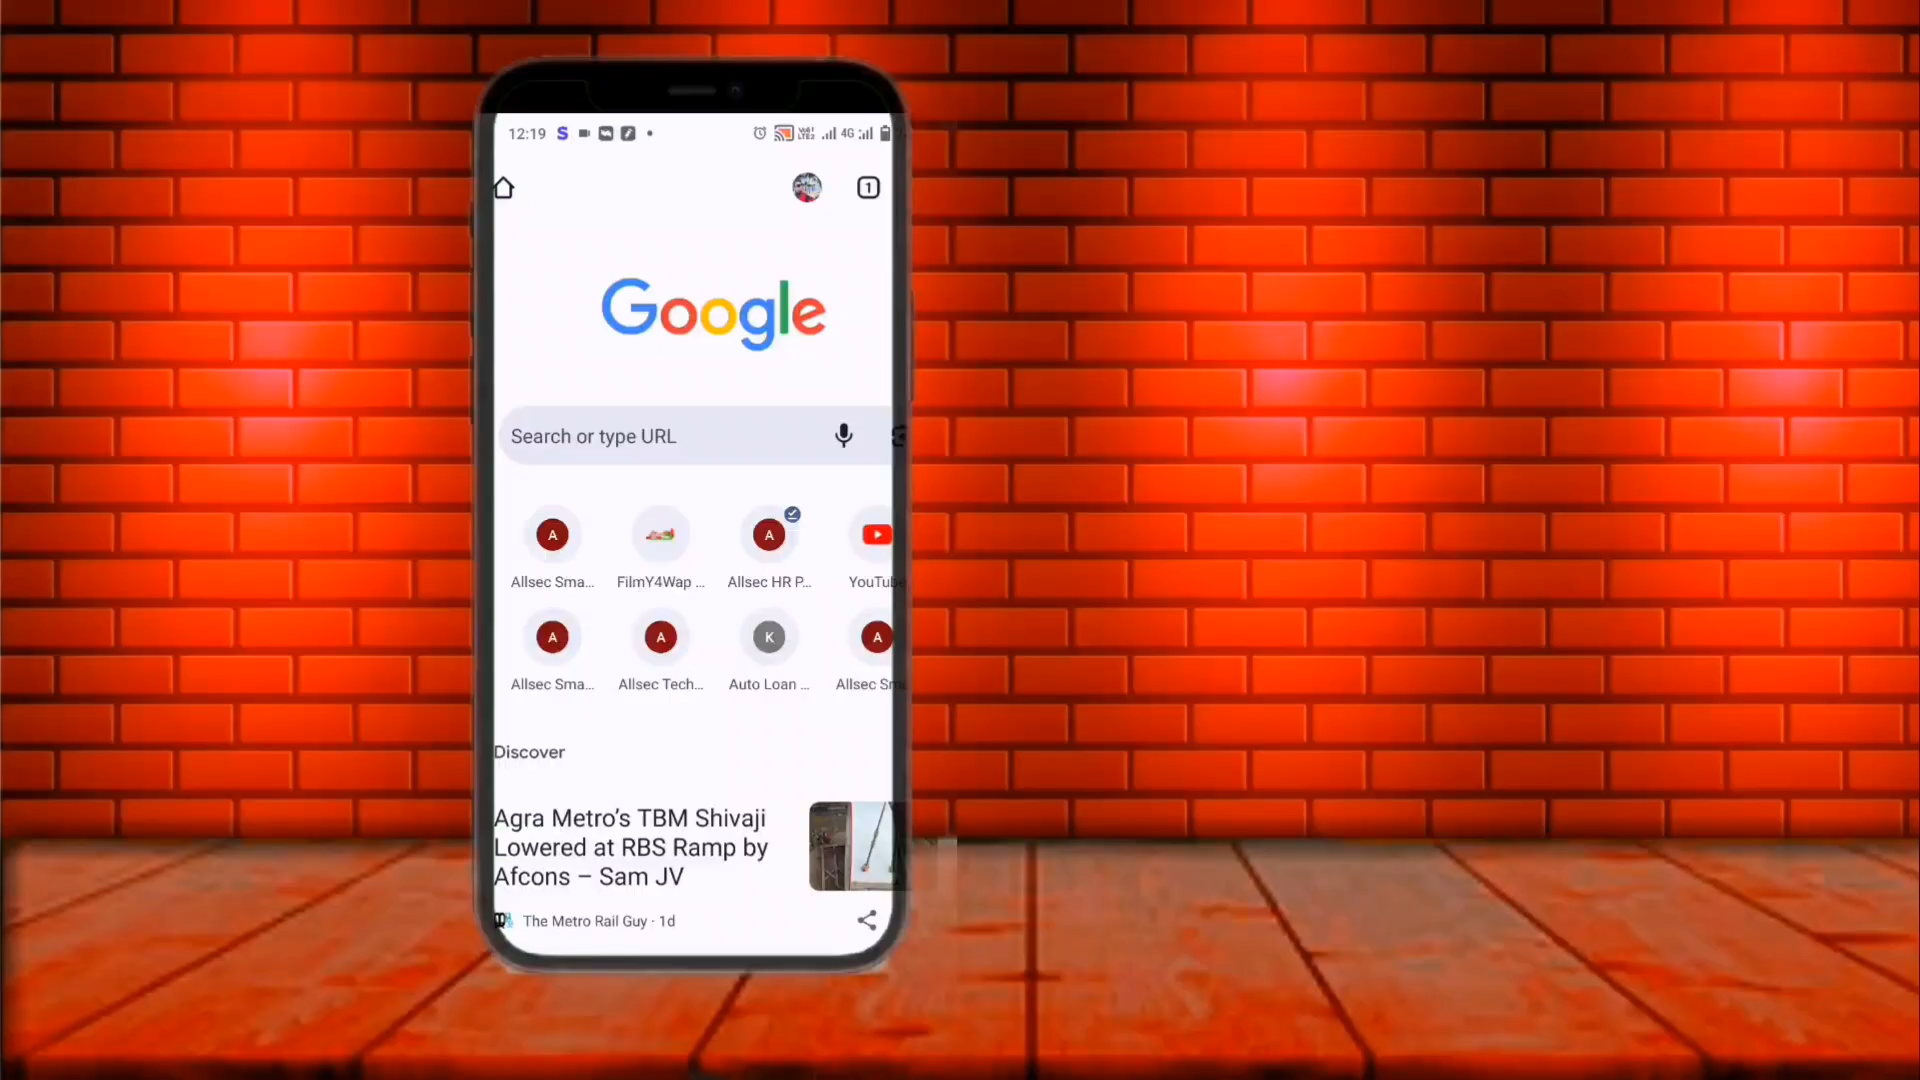 12:19
4G
1
Google
Search or type URL
A
A
Allsec Sma...
FilmY4Wap ...
Allsec HR P...
YouTube
A
A
K
A
Allsec Sma...
Allsec Tech...
Auto Loan ...
Allsec Sm
Discover
Agra Metro's TBM Shivaji
Lowered at RBS Ramp by
Afcons – Sam JV
The Metro Rail Guy · 1d